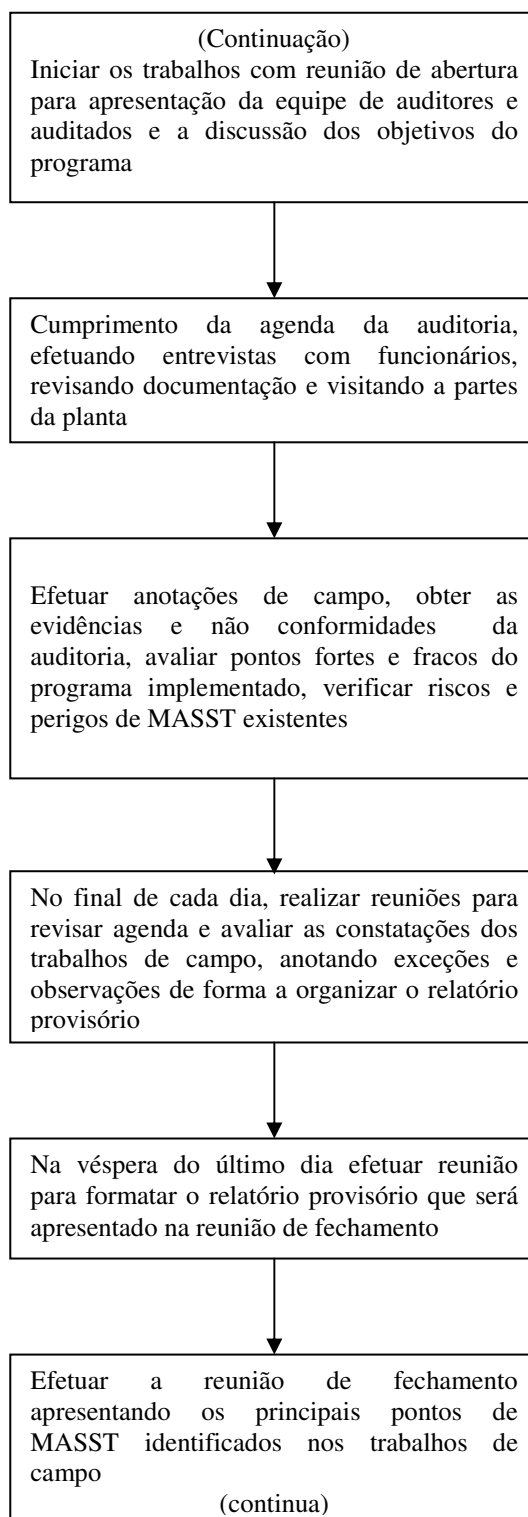 (Continuação)
Iniciar os trabalhos com reunião de abertura
para apresentação da equipe de auditores e
auditados e a discussão dos objetivos do
programa
Cumprimento da agenda da auditoria,
efetuando entrevistas com funcionários,
revisando documentação e visitando a partes
da planta
Efetuar anotações de campo, obter as
evidências e não conformidades da
auditoria, avaliar pontos fortes e fracos do
programa implementado, verificar riscos e
perigos de MASST existentes
No final de cada dia, realizar reuniões para
revisar agenda e avaliar as constatações dos
trabalhos de campo, anotando exceções e
observações de forma a organizar o relatório
provisório
Na véspera do último dia efetuar reunião
para formatar o relatório provisório que será
apresentado na reunião de fechamento
Efetuar a reunião de fechamento
apresentando os principais pontos de
MASST identificados nos trabalhos de
campo
(continua)